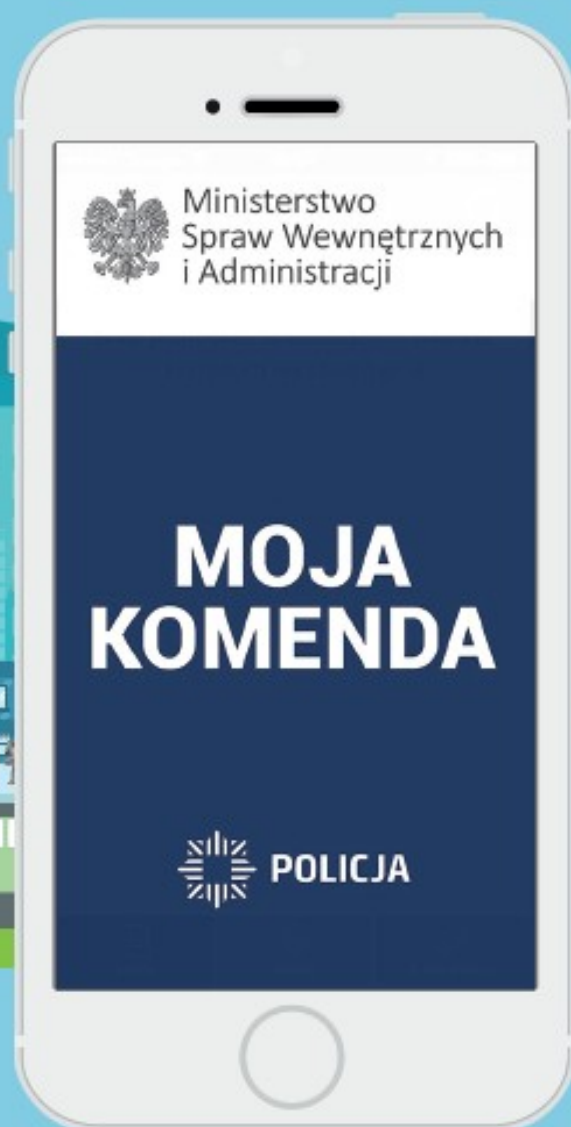 Ministerstwo
Spraw Wewnętrznych
i Administracji
MOJA
KOMENDA
POLICJA